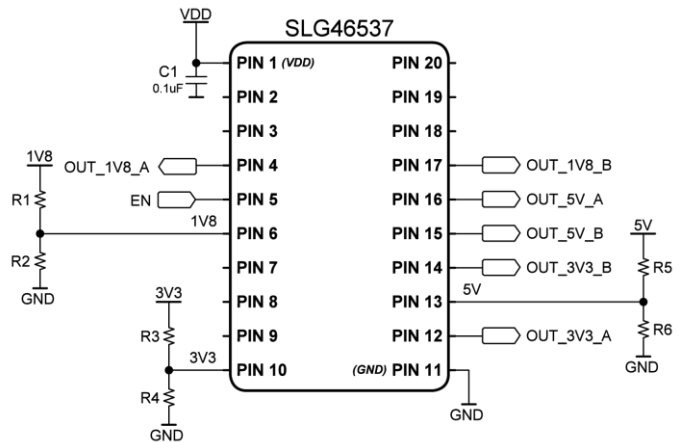 VDD
SLG46537
C1
0.1uF
PIN 1 (VDD)
PIN 20
PIN 2
PIN 19
PIN 3
PIN 18
1V8
OUT_1V8_A
PIN 4
PIN 17
OUT_1V8_B
R1
EN
PIN 5
PIN 16
OUT_5V_A
1V8
PIN 6
PIN 15
OUT_5V_B
5V
R2
PIN 7
PIN 14
OUT_3V3_B
R5
GND
3V3
PIN 8
PIN 13
5V
R3
PIN 9
PIN 12
OUT_3V3_A
R6
3V3
PIN 10
(GND) PIN 11
GND
R4
GND
GND